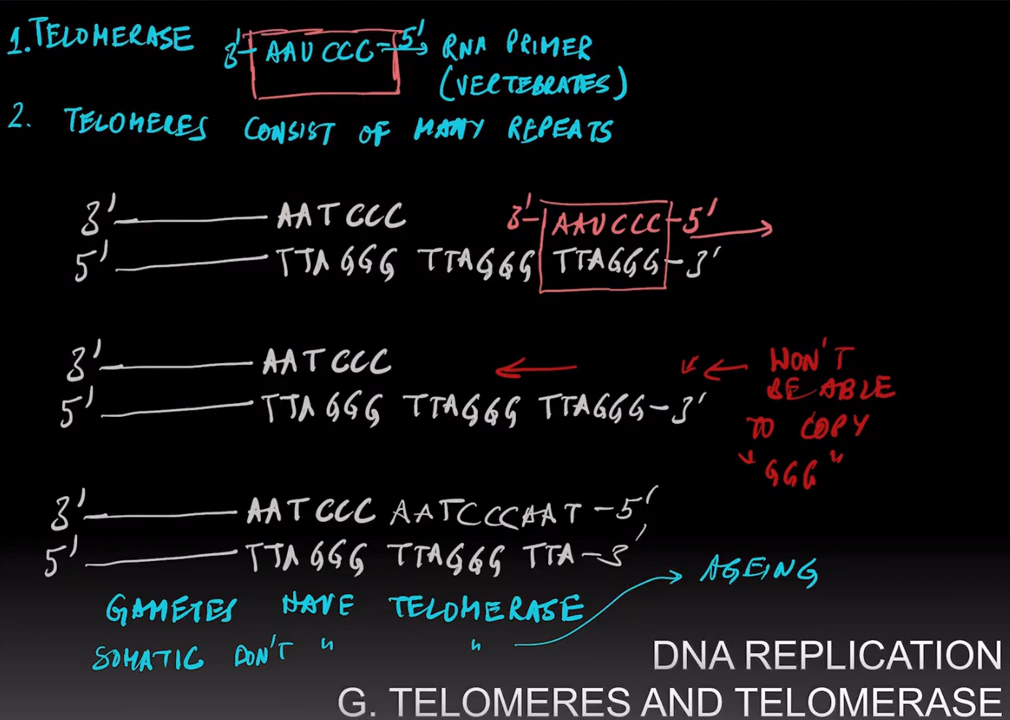 1. TELOMERASE 3'- AAUCCC -5' → RNA PRIMER
(VERTEBRATES)
2. TELOMERES CONSIST OF MANY REPEATS
3' AATCCC 3'- AAUCCC -5'
5' TTAGGG TTAGGG TTAGGG -3'
3' AATCCC
5' TTAGGG TTAGGG TTAGGG -3'
WON'T
BE ABLE
TO COPY
"GGG"
3' AATCCC AATCCCAAT -5'
5' TTAGGG TTAGGG TTA -3'
GAMETES HAVE TELOMERASE
SOMATIC DON'T " " → AGEING
DNA REPLICATION
G. TELOMERES AND TELOMERASE